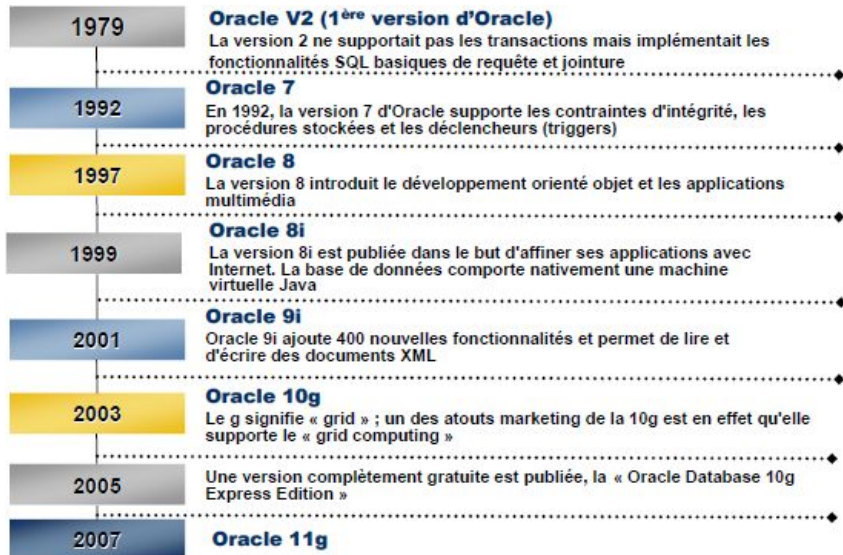 1979
Oracle V2 (1ère version d'Oracle)
La version 2 ne supportait pas les transactions mais implémentait les
fonctionnalités SQL basiques de requête et jointure
1992
Oracle 7
En 1992, la version 7 d'Oracle supporte les contraintes d'intégrité, les
procédures stockées et les déclencheurs (triggers)
1997
Oracle 8
La version 8 introduit le développement orienté objet et les applications
multimédia
1999
Oracle 8i
La version 8i est publiée dans le but d'affiner ses applications avec
Internet. La base de données comporte nativement une machine
virtuelle Java
2001
Oracle 9i
Oracle 9i ajoute 400 nouvelles fonctionnalités et permet de lire et
d'écrire des documents XML
2003
Oracle 10g
Le g signifie « grid » ; un des atouts marketing de la 10g est en effet qu'elle
supporte le « grid computing »
2005
Une version complètement gratuite est publiée, la « Oracle Database 10g
Express Edition »
2007
Oracle 11g